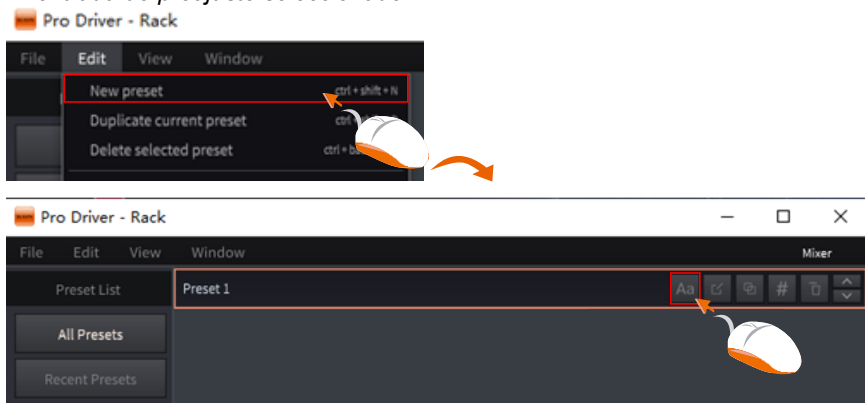 Pro Driver - Rack
File Edit View Window
New preset ctrl + shift + N
Duplicate current preset
Delete selected preset
Pro Driver - Rack
File Edit View Window Mixer
Preset List Preset 1 Aa #
All Presets
Recent Presets